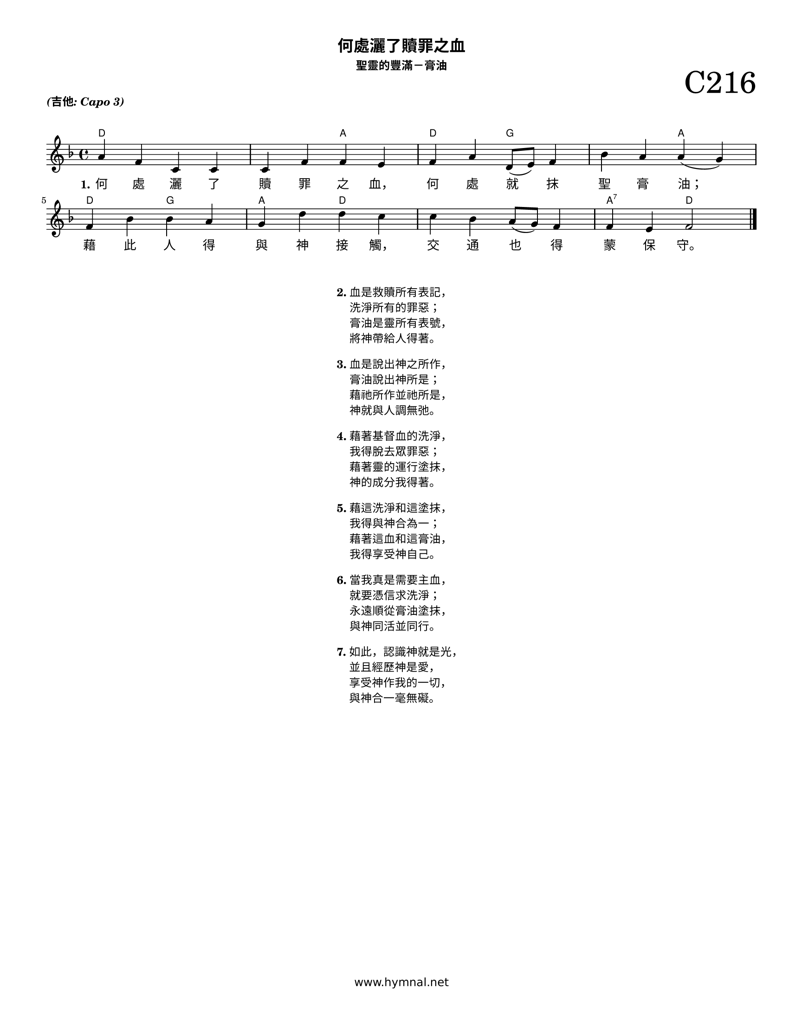 何處灑了贖罪之血
聖靈的豐滿－膏油
C216
(吉他: Capo 3)
D A D G A
1. 何 處 灑 了 贖 罪 之 血， 何 處 就 抹 聖 膏 油；
5 D G A D A7 D
藉 此 人 得 與 神 接 觸， 交 通 也 得 蒙 保 守。
2. 血是救贖所有表記，
洗淨所有的罪惡；
膏油是靈所有表號，
將神帶給人得著。
3. 血是說出神之所作，
膏油說出神所是；
藉祂所作並祂所是，
神就與人調無弛。
4. 藉著基督血的洗淨，
我得脫去眾罪惡；
藉著靈的運行塗抹，
神的成分我得著。
5. 藉這洗淨和這塗抹，
我得與神合為一；
藉著這血和這膏油，
我得享受神自己。
6. 當我真是需要主血，
就要憑信求洗淨；
永遠順從膏油塗抹，
與神同活並同行。
7. 如此，認識神就是光，
並且經歷神是愛，
享受神作我的一切，
與神合一毫無礙。
www.hymnal.net